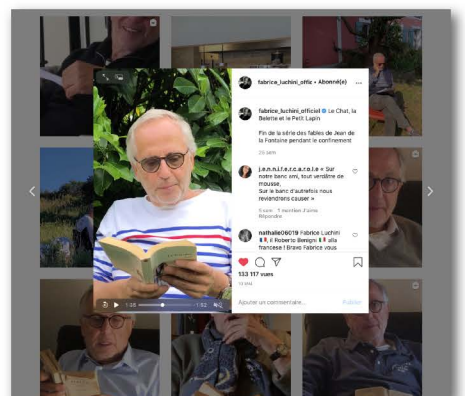 fabrice_luchini_offic • Abonné(e) ...
fabrice_luchini_officiel Le Chat, la
Belette et le Petit Lapin
Fin de la série des fables de Jean de
la Fontaine pendant le confinement
j.e.n.n.i.f.e.r.c.a.r.o.l.e « Sur
notre banc ami, tout verdâtre de
mousse,
Sur le banc d'autrefois nous
reviendrons causer »
1 mention J'aime
Répondre
nathalie06019 Fabrice Luchini
il Roberto Benigni alla
francese ! Bravo Fabrice vous
133 117 vues
Ajouter un commentaire...
Publier